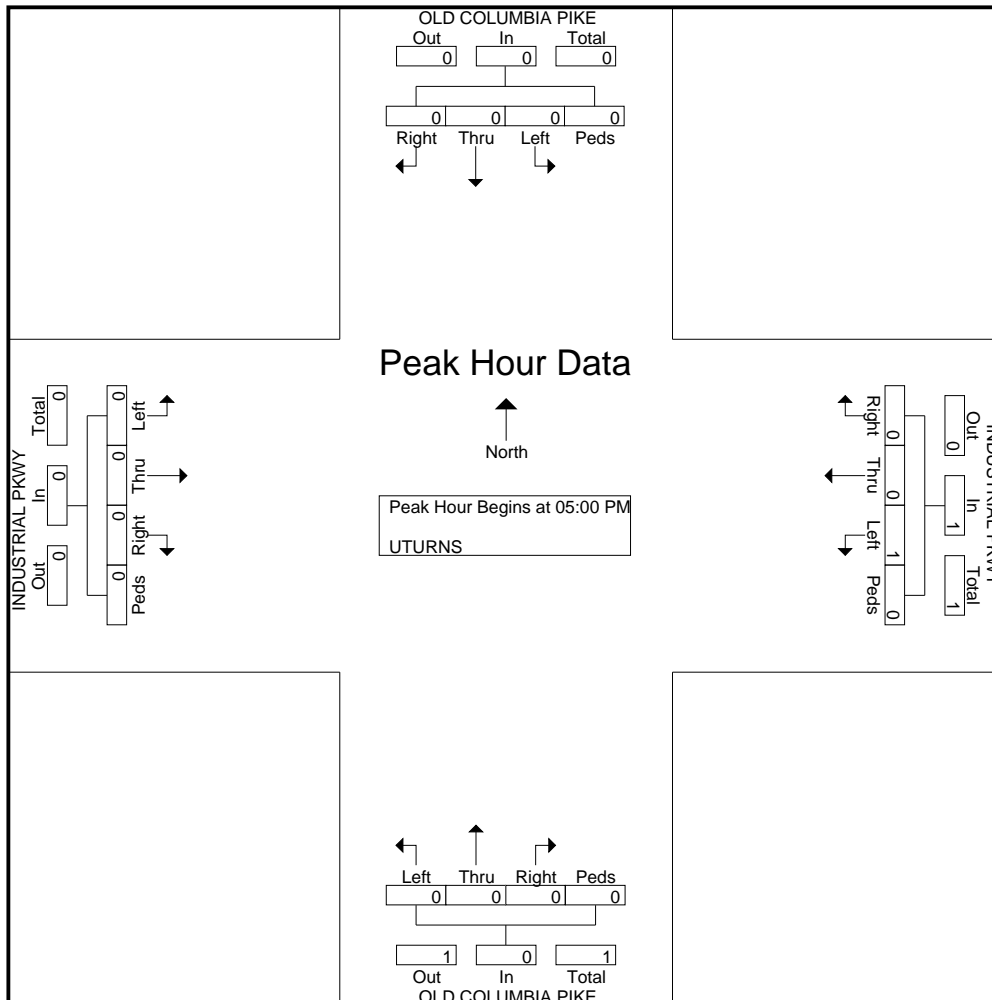 OLD COLUMBIA PIKE
Out In Total
0 0 0
0 0 0 0
Right Thru Left Peds
Peak Hour Data
North
Peak Hour Begins at 05:00 PM
UTURNS
INDUSTRIAL PKWY
Total In Out
0 0 0
0 0 0 0
Left Thru Right Peds
Right Thru Left Peds
0 0 1 0
Out In Total
0 1 1
INDUSTRIAL PKWY
Left Thru Right Peds
0 0 0 0
1 0 1
Out In Total
OLD COLUMBIA PIKE